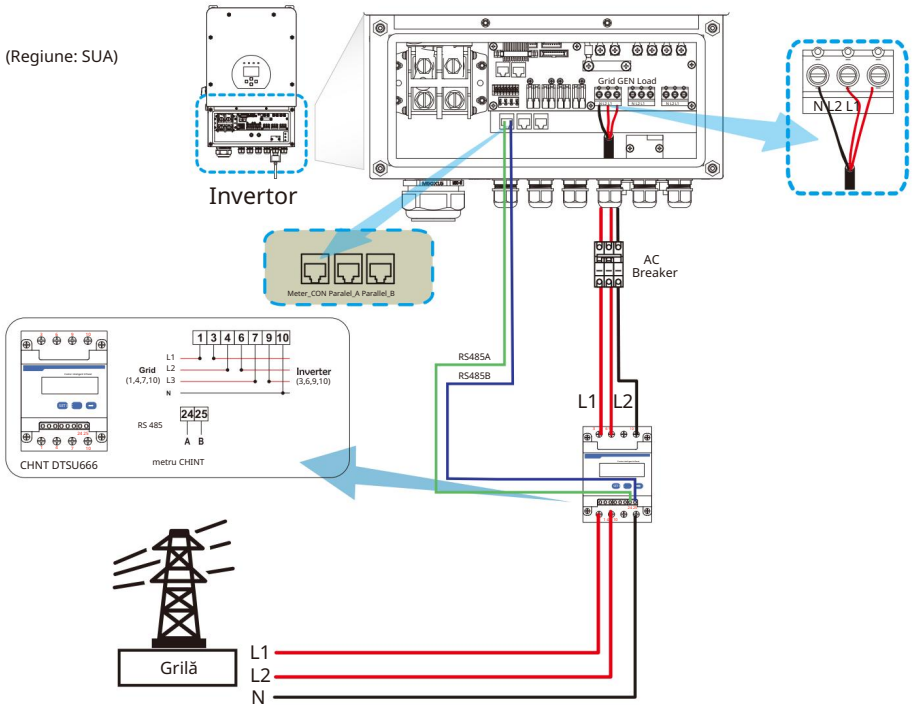 (Regiune: SUA)
Invertor
Grid GEN Load
N L2 L1
Meter_CON Paralel_A Parallel_B
AC
Breaker
1 3 4 6 7 9 10
L1
L2
L3
N
Grid
(1,4,7,10)
Inverter
(3,6,9,10)
24 25
RS 485
A B
CHNT DTSU666
metru CHINT
RS485A
RS485B
L1 L2
Grilă
L1
L2
N